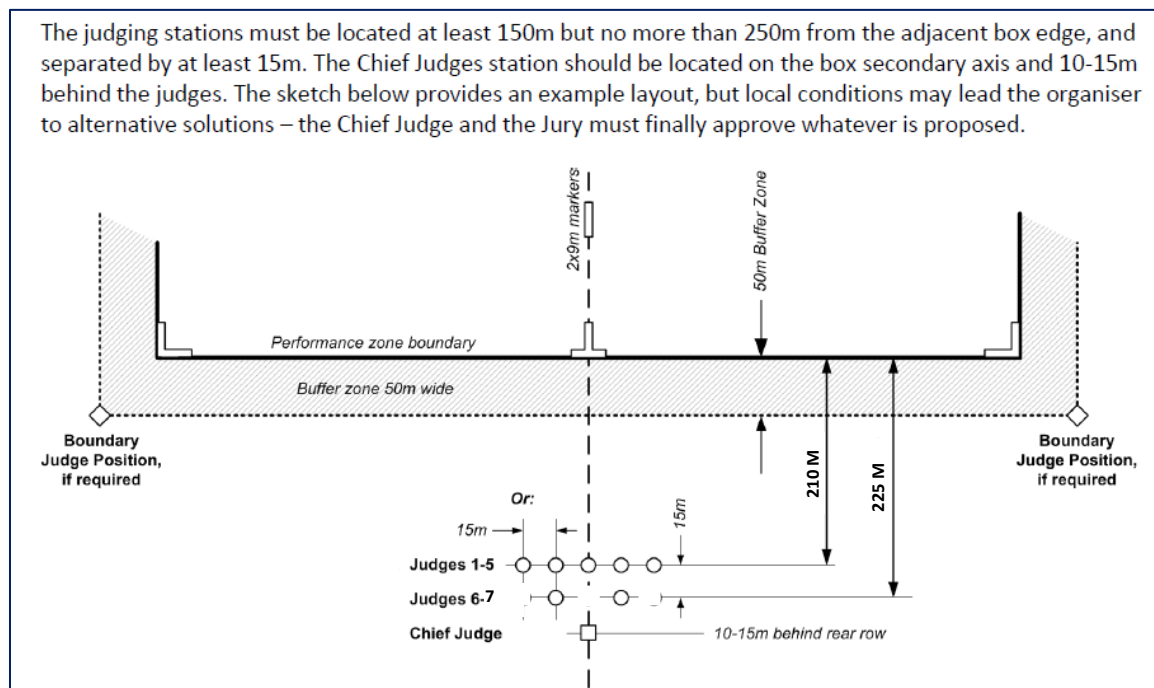 The judging stations must be located at least 150m but no more than 250m from the adjacent box edge, and
separated by at least 15m. The Chief Judges station should be located on the box secondary axis and 10-15m
behind the judges. The sketch below provides an example layout, but local conditions may lead the organiser
to alternative solutions – the Chief Judge and the Jury must finally approve whatever is proposed.
2x9m markers
50m Buffer Zone
Performance zone boundary
Buffer zone 50m wide
Boundary
Judge Position,
if required
Boundary
Judge Position,
if required
210 M
225 M
Or:
15m
15m
Judges 1-5
Judges 6-7
Chief Judge
10-15m behind rear row